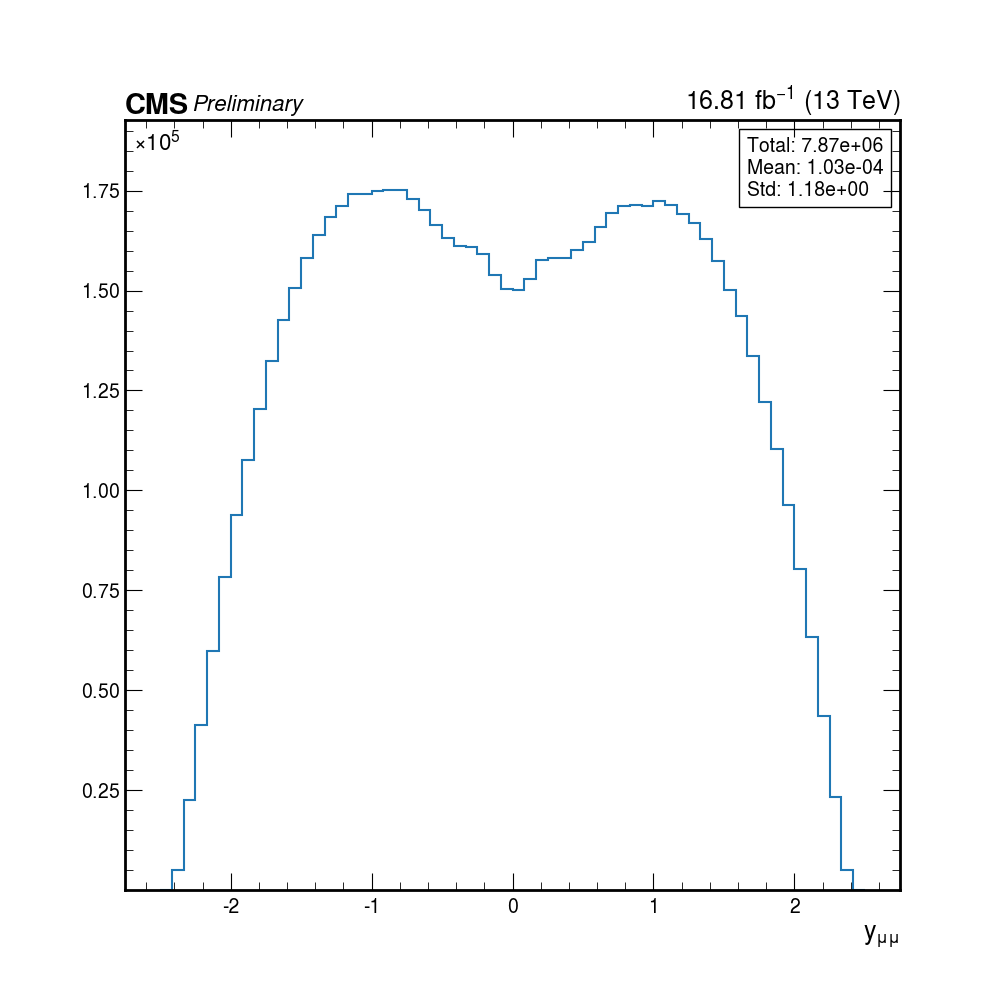 CMS Preliminary
16.81 fb⁻¹ (13 TeV)
×10⁵
Total: 7.87e+06
Mean: 1.03e-04
Std: 1.18e+00
1.75
1.50
1.25
1.00
0.75
0.50
0.25
-2 -1 0 1 2
yμμ